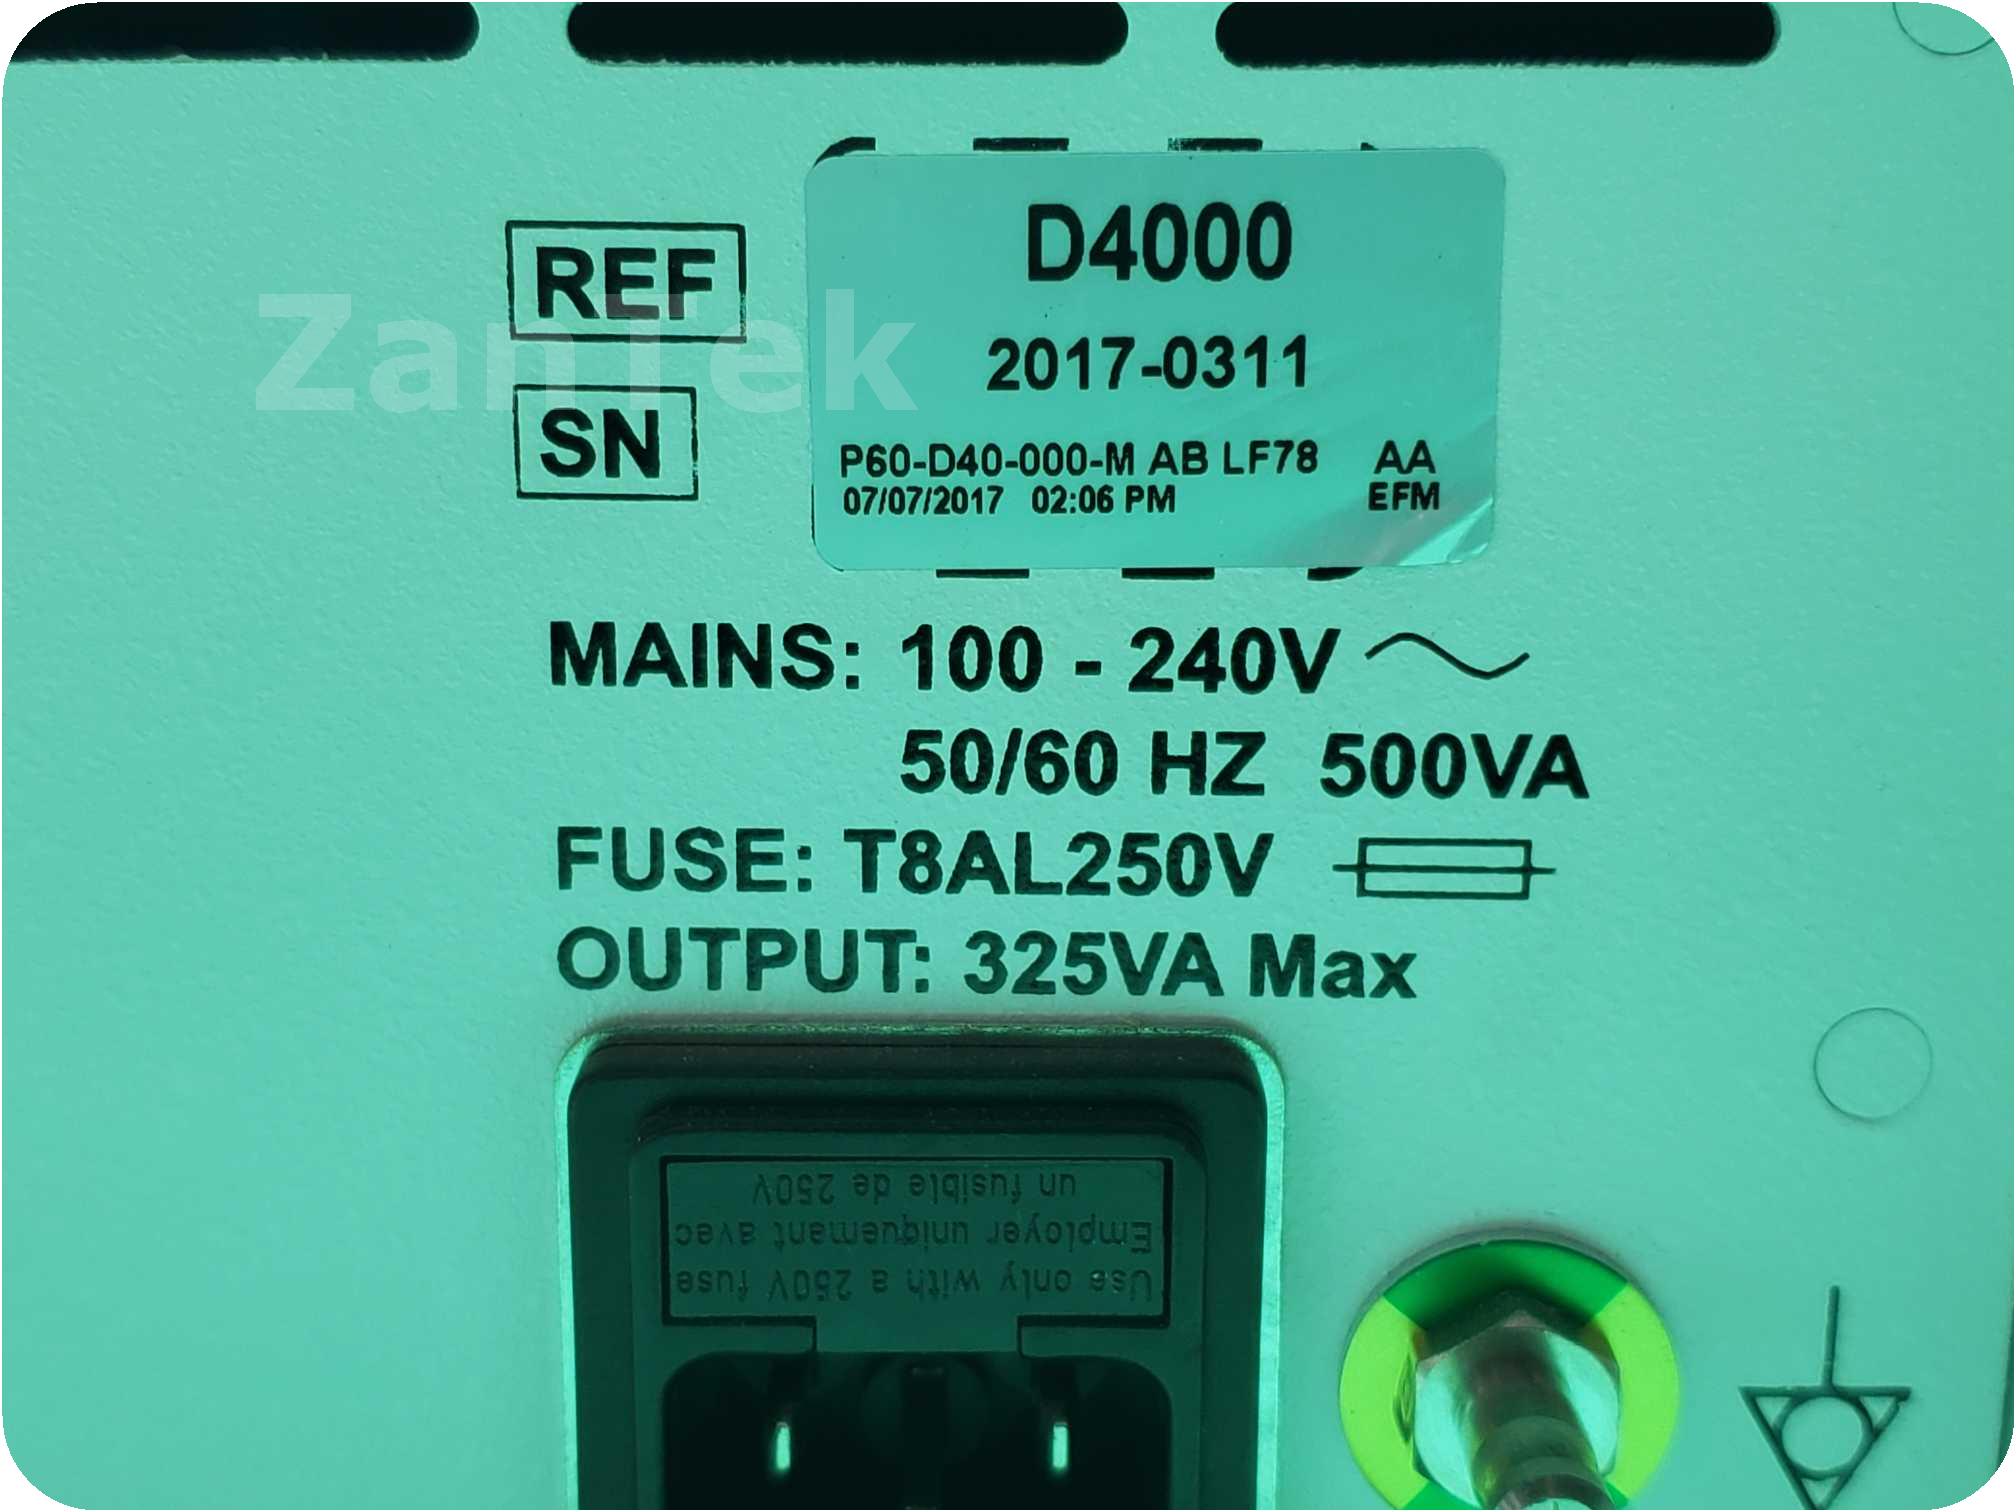 D4000
REF
ZanTek
2017-0311
SN
P60-D40-000-M AB LF78 AA
07/07/2017 02:06 PM EFM
MAINS: 100 - 240V
50/60 HZ 500VA
FUSE: T8AL250V
OUTPUT: 325VA Max
Use only with a 250V fuse
Employer uniquemant avec
un fusible de 250V